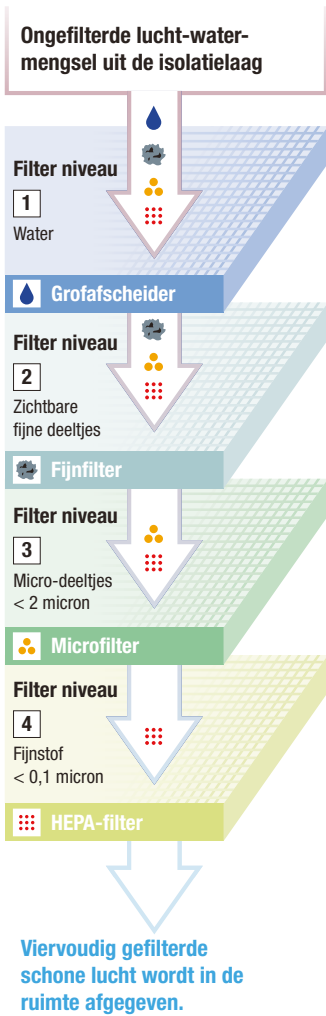 Ongefilterde lucht-water-
mengsel uit de isolatielaag
Filter niveau
1
Water
Grofafscheider
Filter niveau
2
Zichtbare
fijne deeltjes
Fijnfilter
Filter niveau
3
Micro-deeltjes
< 2 micron
Microfilter
Filter niveau
4
Fijnstof
< 0,1 micron
HEPA-filter
Viervoudig gefilterde
schone lucht wordt in de
ruimte afgegeven.